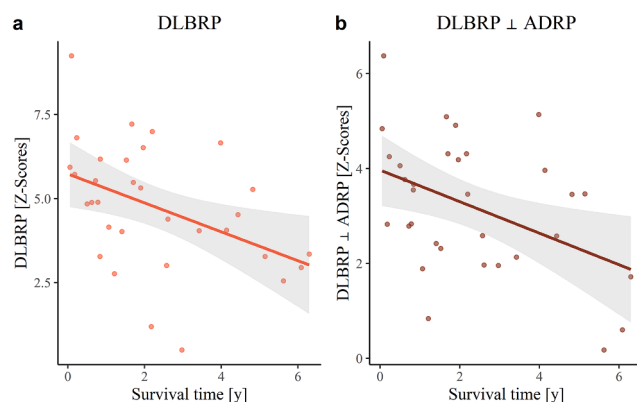 a
DLBRP
DLBRP [Z-Scores]
7.5
5.0
2.5
0
2
4
6
Survival time [y]
b
DLBRP ⊥ ADRP
DLBRP ⊥ ADRP [Z-Scores]
6
4
2
0
0
2
4
6
Survival time [y]